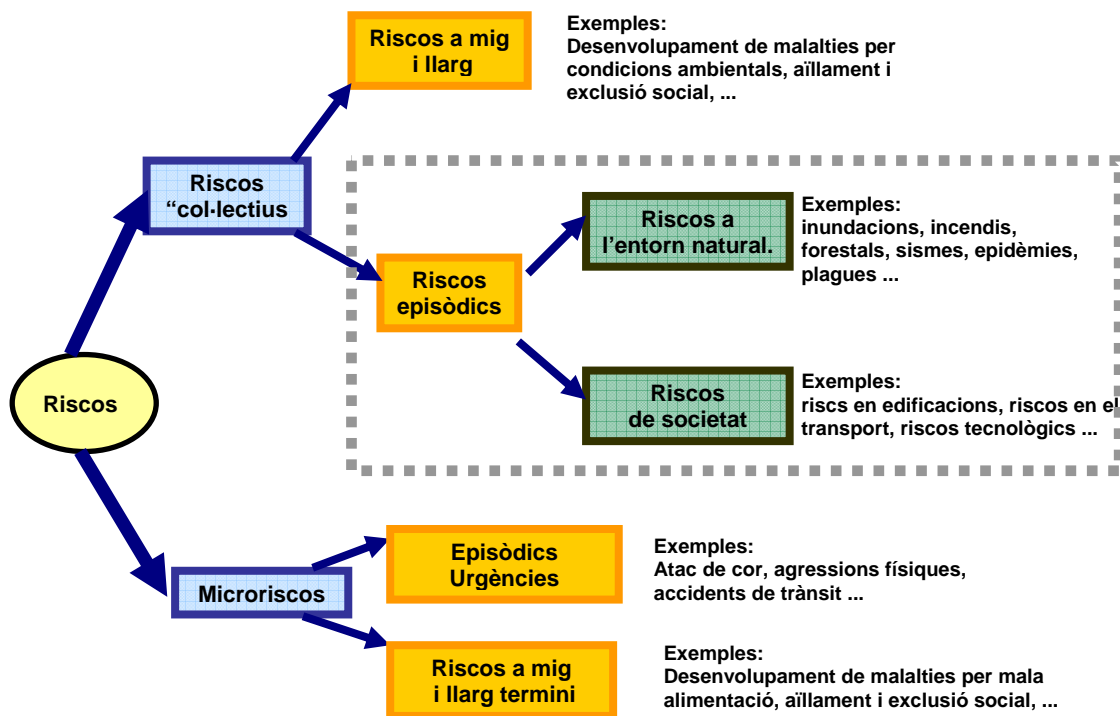 Riscos a mig
i llarg
Exemples:
Desenvolupament de malalties per
condicions ambientals, aïllament i
exclusió social, ...
Riscos
“col·lectius
Riscos a
l’entorn natural.
Exemples:
inundacions, incendis,
forestals, sismes, epidèmies,
plagues ...
Riscos
episòdics
Riscos
Riscos
de societat
Exemples:
riscs en edificacions, riscos en el
transport, riscos tecnològics ...
Episòdics
Urgències
Exemples:
Atac de cor, agressions físiques,
accidents de trànsit ...
Microriscos
Riscos a mig
i llarg termini
Exemples:
Desenvolupament de malalties per mala
alimentació, aïllament i exclusió social, ...